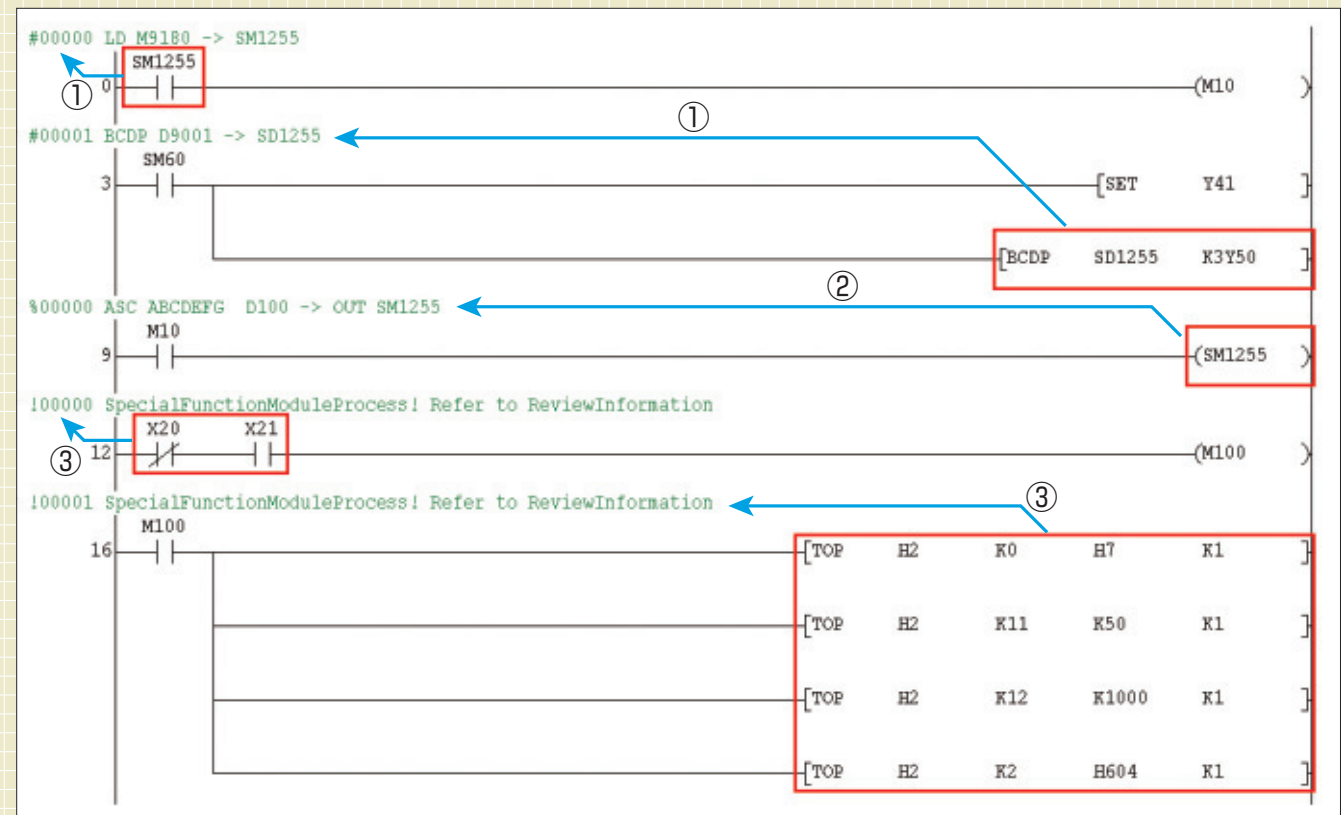 #00000 LD M9180 -> SM1255
SM1255
① 0 (M10 )
①
#00001 BCDP D9001 -> SD1255
SM60
3 [SET Y41 ]
[BCDP SD1255 K3Y50 ]
②
%00000 ASC ABCDEFG D100 -> OUT SM1255
M10
9 (SM1255 )
!00000 SpecialFunctionModuleProcess! Refer to ReviewInformation
X20 X21
③ 12 (M100 )
③
!00001 SpecialFunctionModuleProcess! Refer to ReviewInformation
M100
16 [TOP H2 K0 H7 K1 ]
[TOP H2 K11 K50 K1 ]
[TOP H2 K12 K1000 K1 ]
[TOP H2 K2 H604 K1 ]